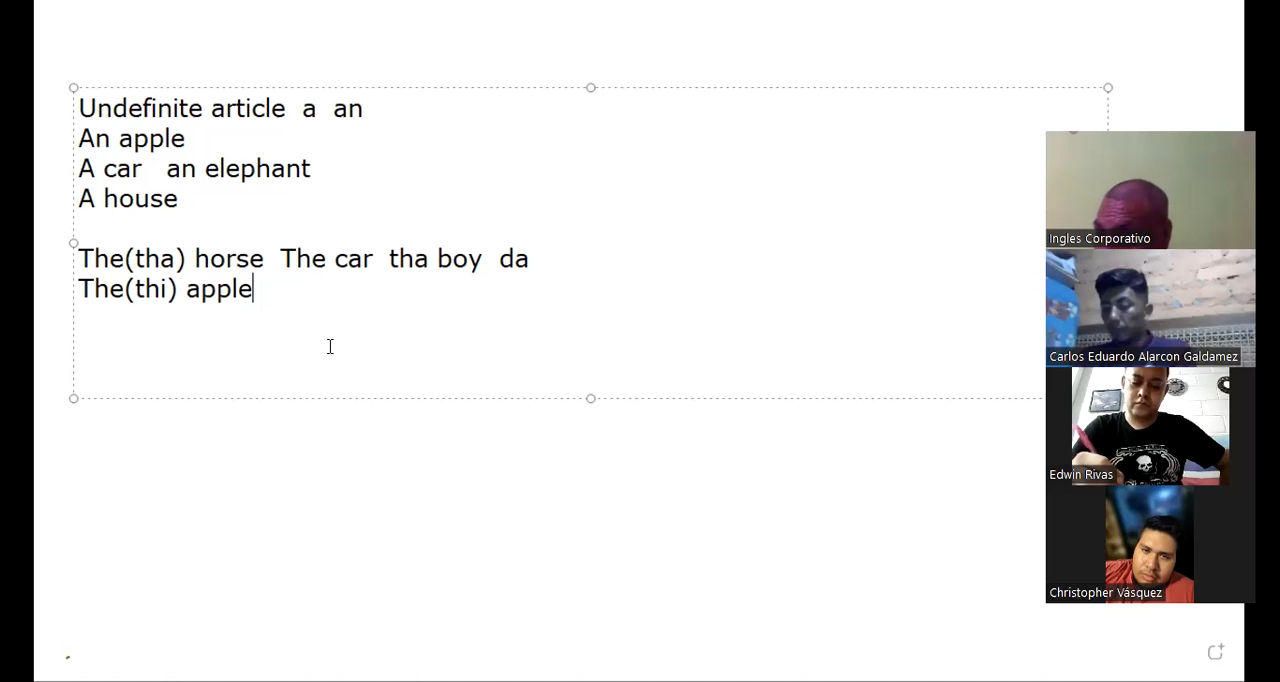 Undefinite article a an
An apple
A car an elephant
A house
The(tha) horse The car tha boy da
The(thi) apple
Ingles Corporativo
Carlos Eduardo Alarcon Galdamez
Edwin Rivas
Christopher Vásquez